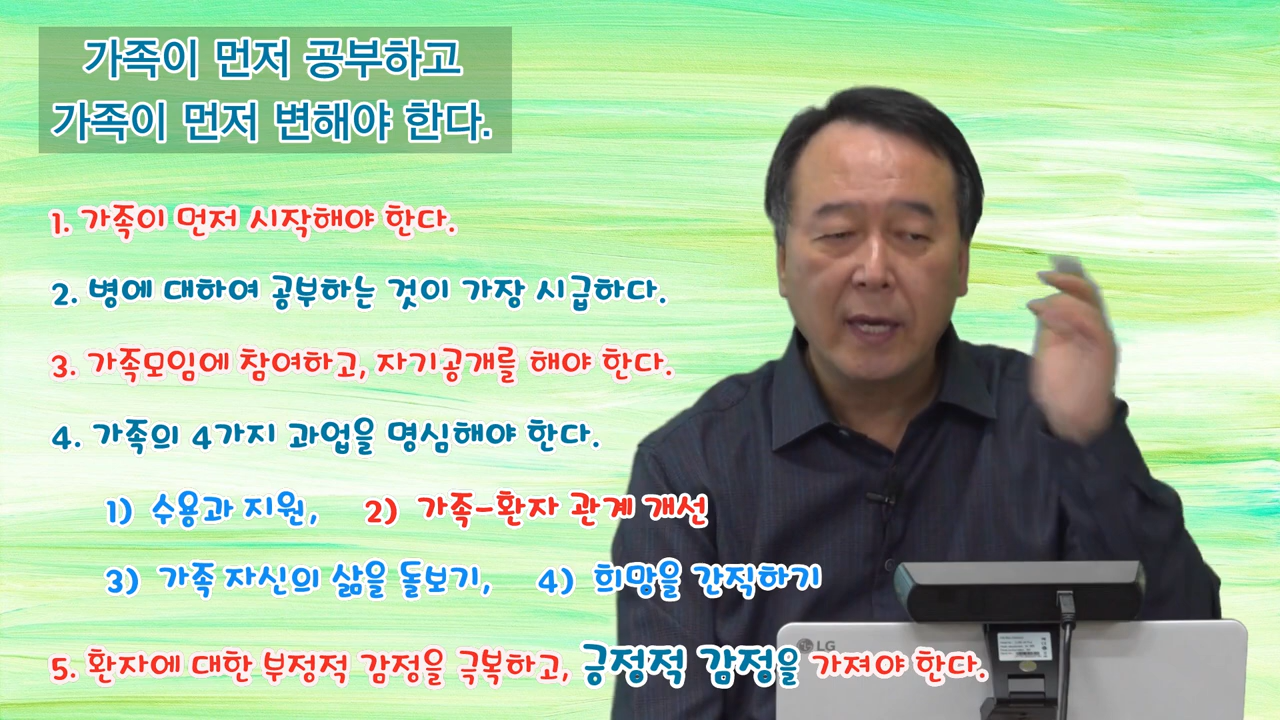 가족이 먼저 공부하고
가족이 먼저 변해야 한다.
1. 가족이 먼저 시작해야 한다.
2. 병에 대하여 공부하는 것이 가장 시급하다.
3. 가족모임에 참여하고, 자기공개를 해야 한다.
4. 가족의 4가지 과업을 명심해야 한다.
1) 수용과 지원, 2) 가족-환자 관계 개선
3) 가족 자신의 삶을 돌보기, 4) 희망을 간직하기
LG
5. 환자에 대한 부정적 감정을 극복하고, 긍정적 감정을 가져야 한다.